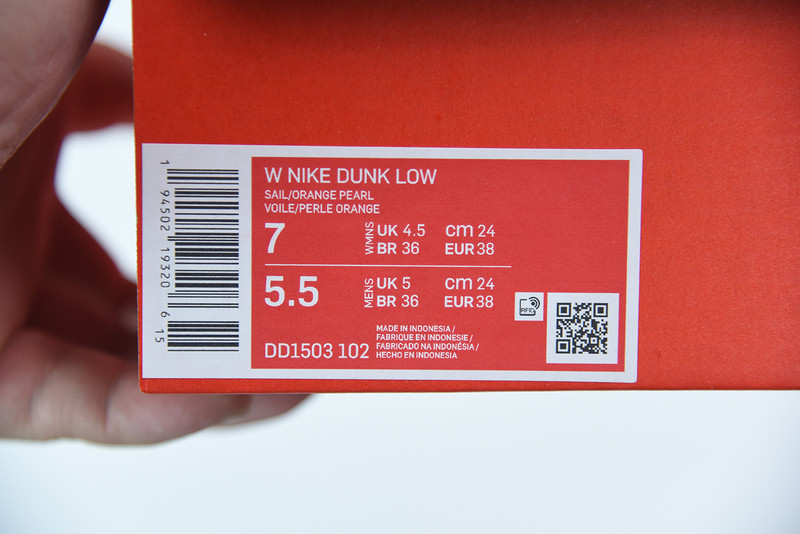 W NIKE DUNK LOW
SAIL/ORANGE PEARL
VOILE/PERLE ORANGE
7 WMNS UK 4.5 CM 24
BR 36 EUR 38
5.5 MENS UK 5 CM 24
BR 36 EUR 38
RFID
DD1503 102
MADE IN INDONESIA /
FABRIQUE EN INDONESIE /
FABRICADO NA INDONÉSIA /
HECHO EN INDONESIA
1 94502 19320 6 15